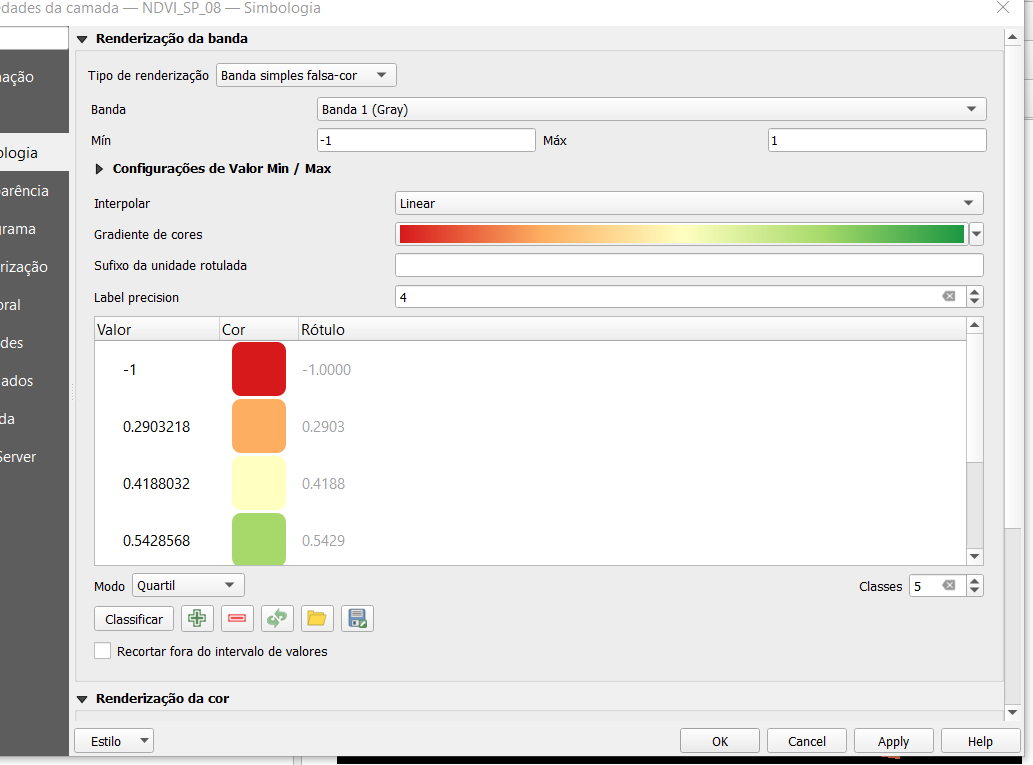 edades da camada — NDVI_SP_08 — Simbologia
Renderização da banda
Tipo de renderização Banda simples falsa-cor
Banda Banda 1 (Gray)
Mín -1 Máx 1
Configurações de Valor Min / Max
Interpolar Linear
Gradiente de cores
Sufixo da unidade rotulada
Label precision 4
Valor Cor Rótulo
-1 -1.0000
0.2903218 0.2903
0.4188032 0.4188
0.5428568 0.5429
Modo Quartil Classes 5
Classificar
Recortar fora do intervalo de valores
Renderização da cor
Estilo OK Cancel Apply Help
nação
ologia
arência
grama
rização
oral
des
ados
da
Server